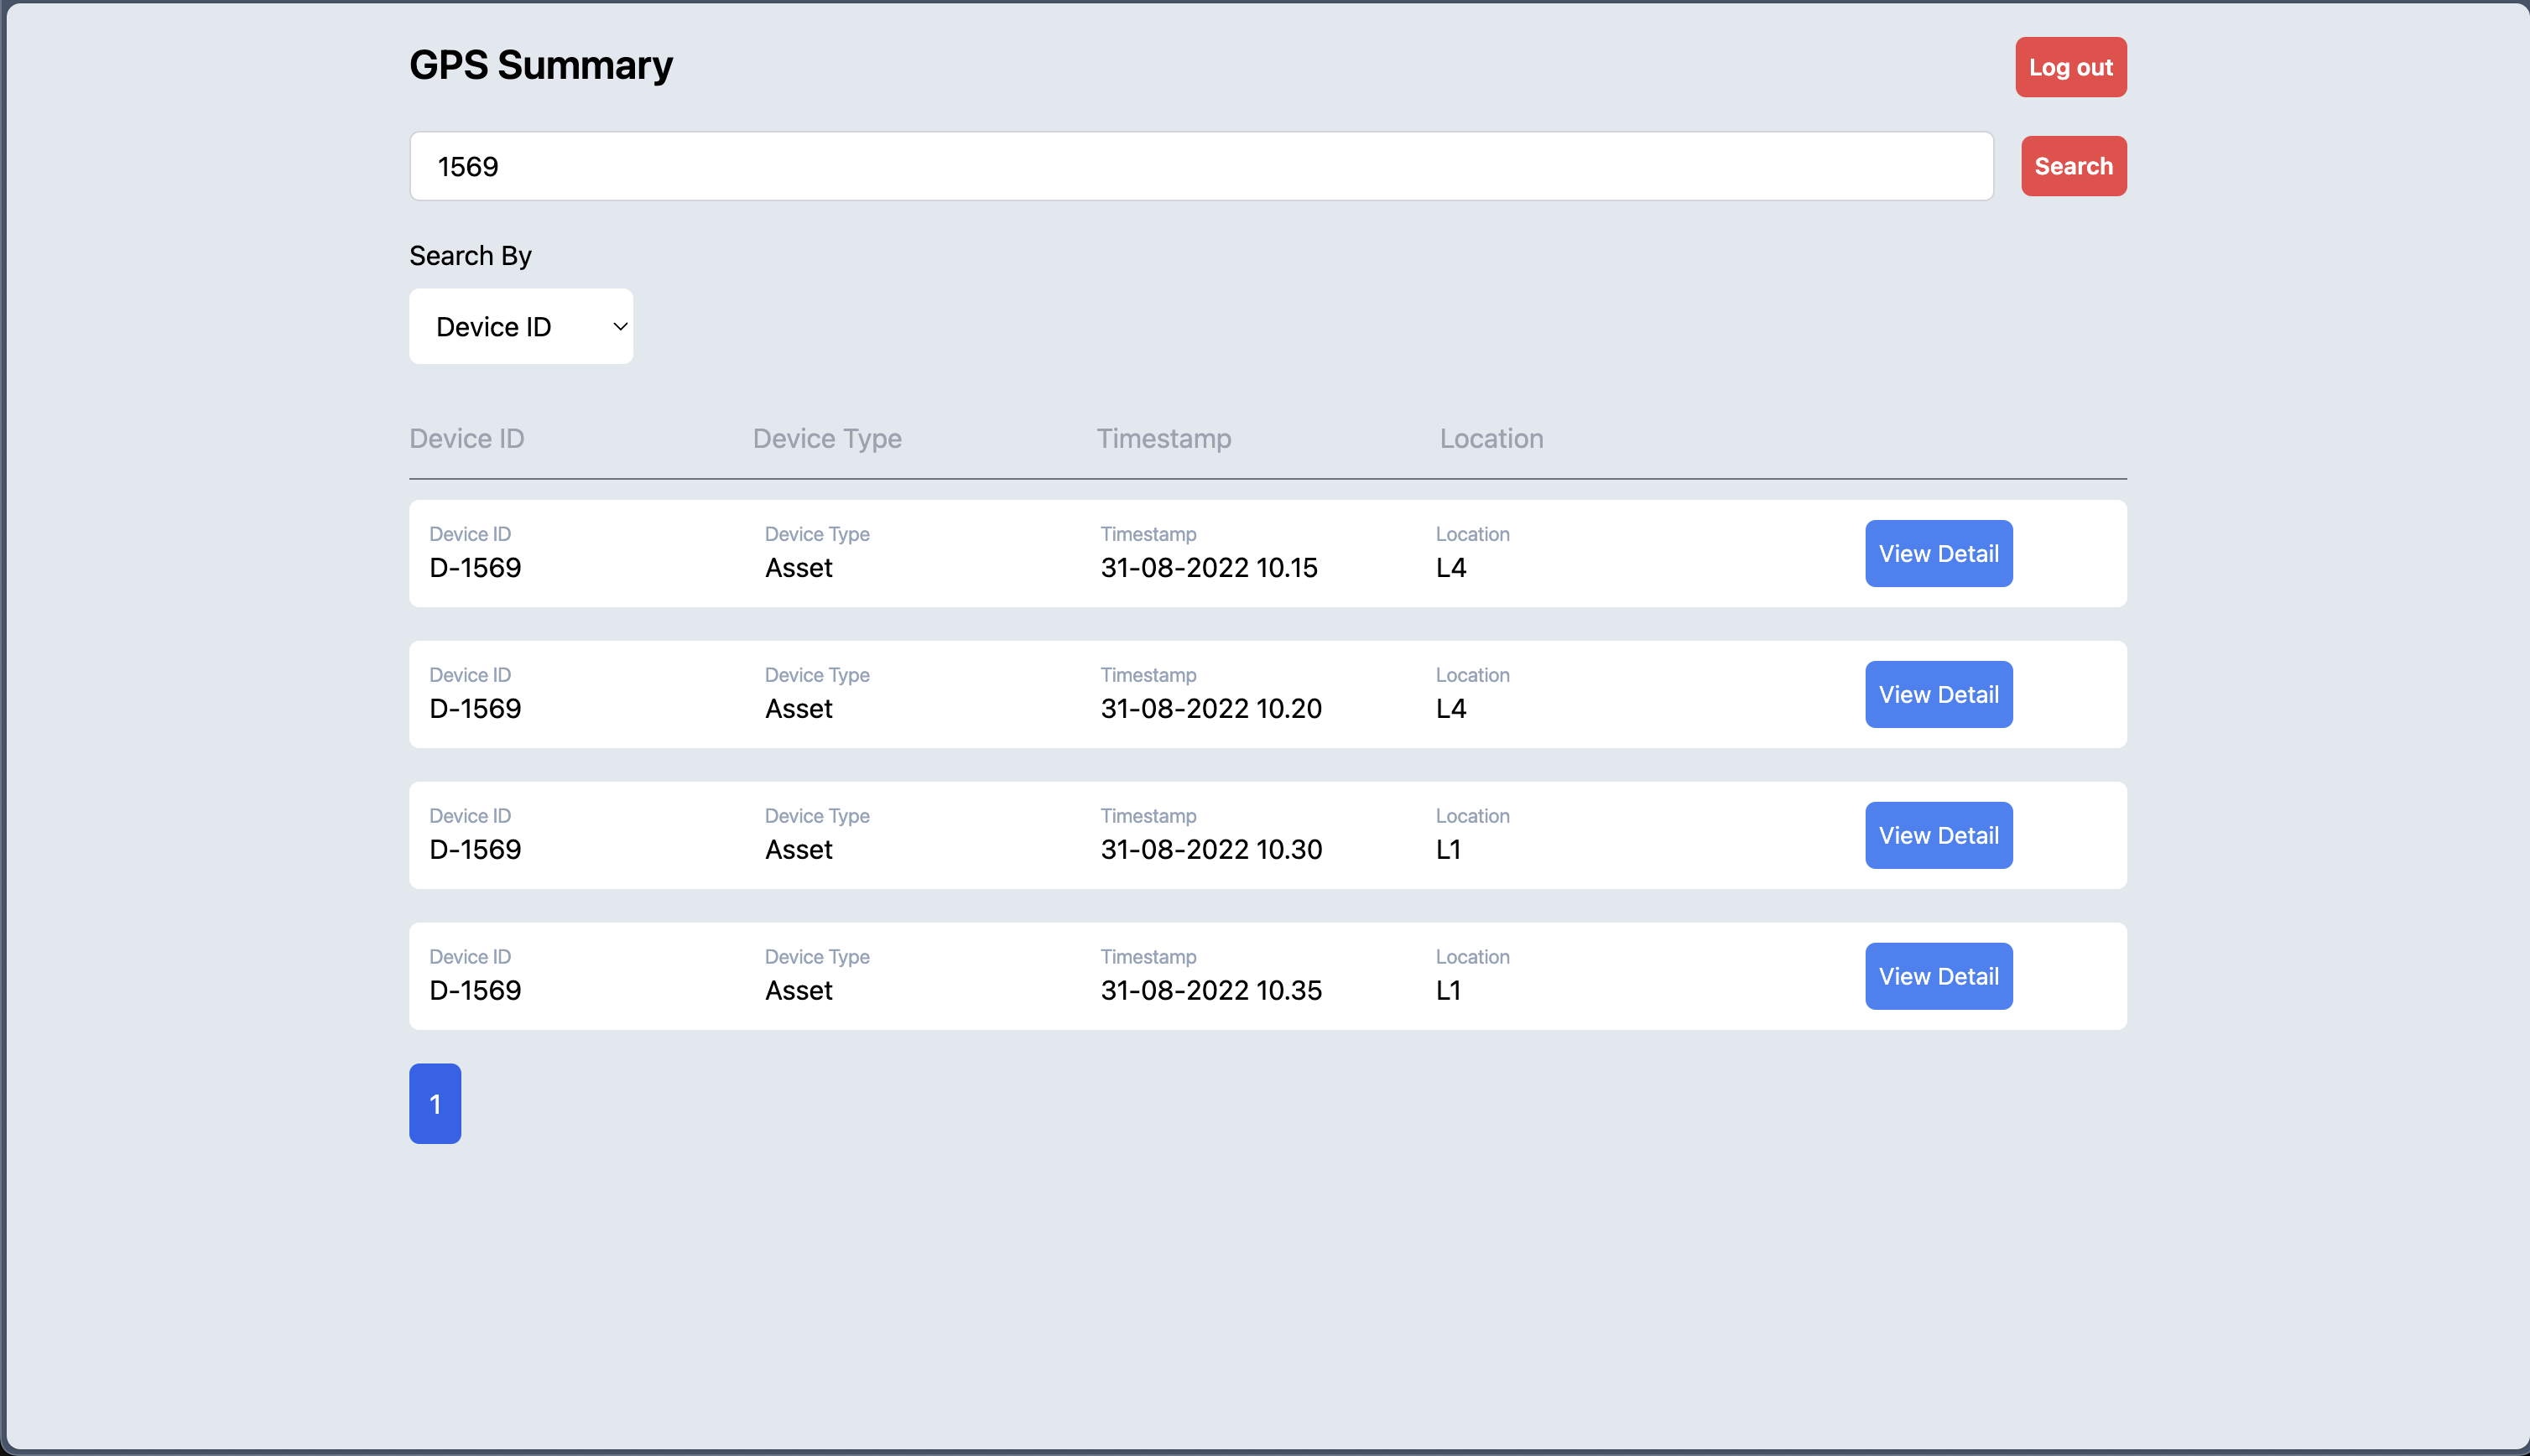 GPS Summary
Log out
1569
Search
Search By
Device ID
Device ID Device Type Timestamp Location
Device ID Device Type Timestamp Location
D-1569 Asset 31-08-2022 10.15 L4
View Detail
Device ID Device Type Timestamp Location
D-1569 Asset 31-08-2022 10.20 L4
View Detail
Device ID Device Type Timestamp Location
D-1569 Asset 31-08-2022 10.30 L1
View Detail
Device ID Device Type Timestamp Location
D-1569 Asset 31-08-2022 10.35 L1
View Detail
1